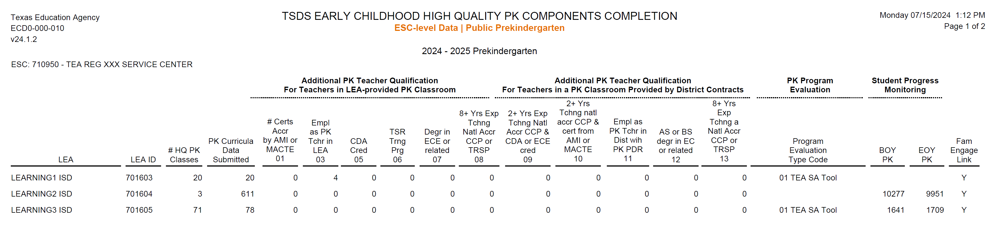 Texas Education Agency
ECD0-000-010
v24.1.2
TSDS EARLY CHILDHOOD HIGH QUALITY PK COMPONENTS COMPLETION
ESC-level Data | Public Prekindergarten
2024 - 2025 Prekindergarten
Monday 07/15/2024 1:12 PM
Page 1 of 2
ESC: 710950 - TEA REG XXX SERVICE CENTER
Additional PK Teacher Qualification
For Teachers in LEA-provided PK Classroom
Additional PK Teacher Qualification
For Teachers in a PK Classroom Provided by District Contracts
PK Program
Evaluation
Student Progress
Monitoring
LEA
LEA ID
# HQ PK
Classes
PK Curricula
Data
Submitted
# Certs
Accr
by AMI or
MACTE
01
Empl
as PK
Tchr in
LEA
03
CDA
Cred
05
TSR
Trng
Prg
06
Degr in
ECE or
related
07
8+ Yrs Exp
Tchng
Natl Accr
CCP or
TRSP
08
2+ Yrs Exp
Tchng Natl
Accr CCP &
CDA or ECE
cred
09
2+ Yrs
Tchng natl
accr CCP &
cert from
AMI or
MACTE
10
Empl as
PK Tchr in
Dist wih
PK PDR
11
AS or BS
degr in EC
or related
12
8+ Yrs
Exp
Tchng a
Natl Accr
CCP or
TRSP
13
Program
Evaluation
Type Code
BOY
PK
EOY
PK
Fam
Engage
Link
LEARNING1 ISD 701603 20 20 0 4 0 0 0 0 0 0 0 0 0 01 TEA SA Tool Y
LEARNING2 ISD 701604 3 611 0 0 0 0 0 0 0 0 0 0 0 10277 9951 Y
LEARNING3 ISD 701605 71 78 0 0 0 0 0 0 0 0 0 0 0 01 TEA SA Tool 1641 1709 Y